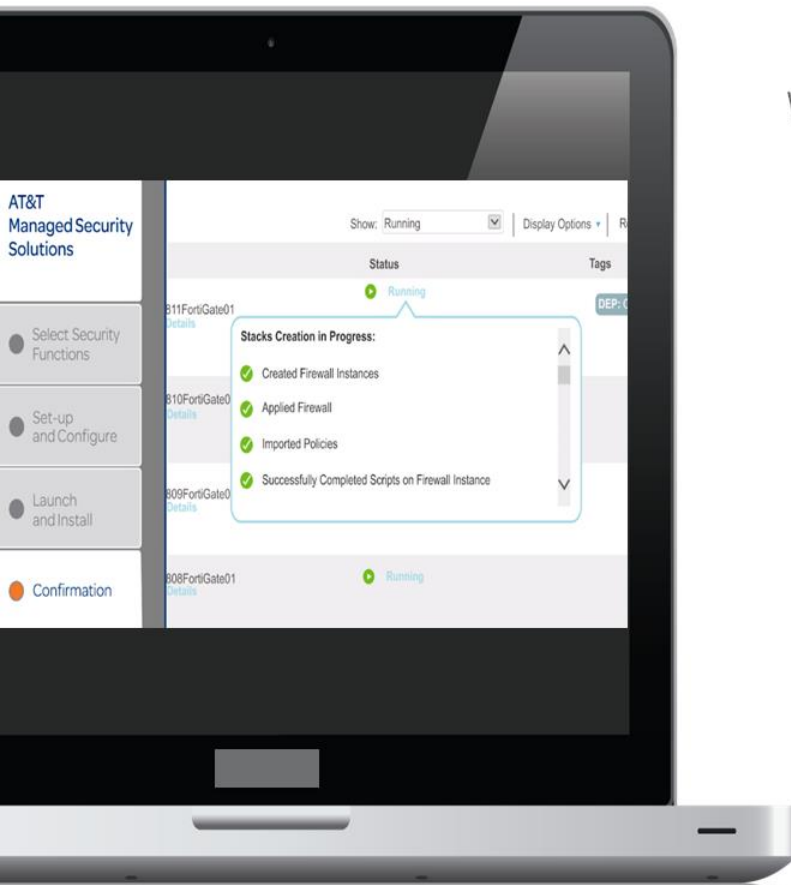 AT&T
Managed Security
Solutions
Select Security
Functions
Set-up
and Configure
Launch
and Install
Confirmation
Show: Running
Display Options
Status
Tags
811FortiGate01
Details
Running
DEP:
Stacks Creation in Progress:
Created Firewall Instances
Applied Firewall
Imported Policies
Successfully Completed Scripts on Firewall Instance
810FortiGate0
Details
809FortiGate0
Details
808FortiGate01
Details
Running